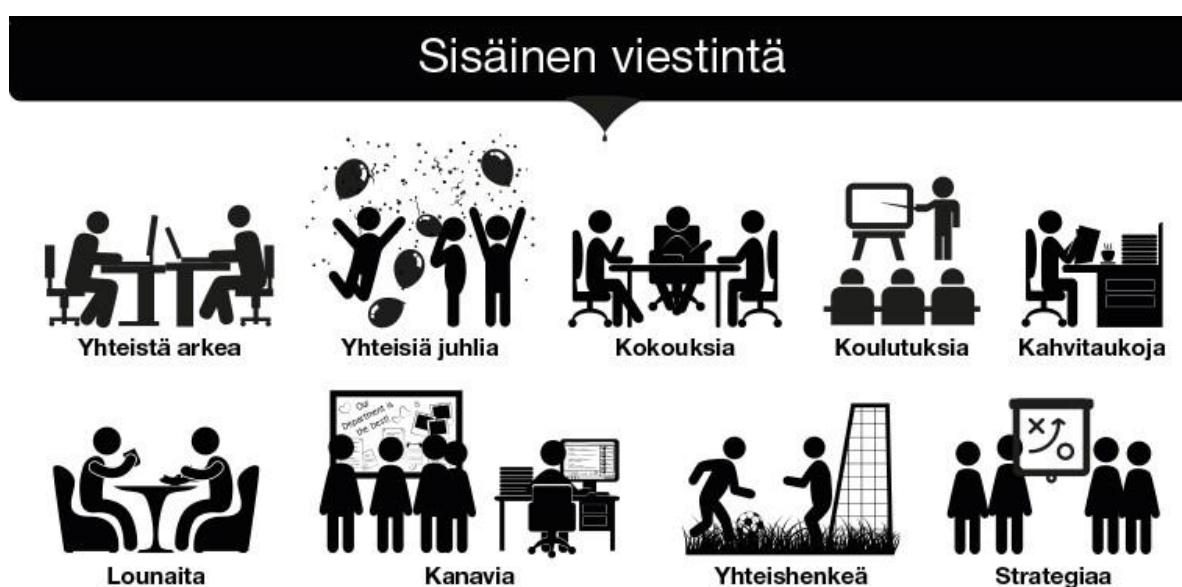 Sisäinen viestintä
Yhteistä arkea
Yhteisiä juhlia
Kokouksia
Koulutuksia
Kahvitaukoja
Our
Department is
the best!
Lounaita
Kanavia
Yhteishenkeä
Strategiaa